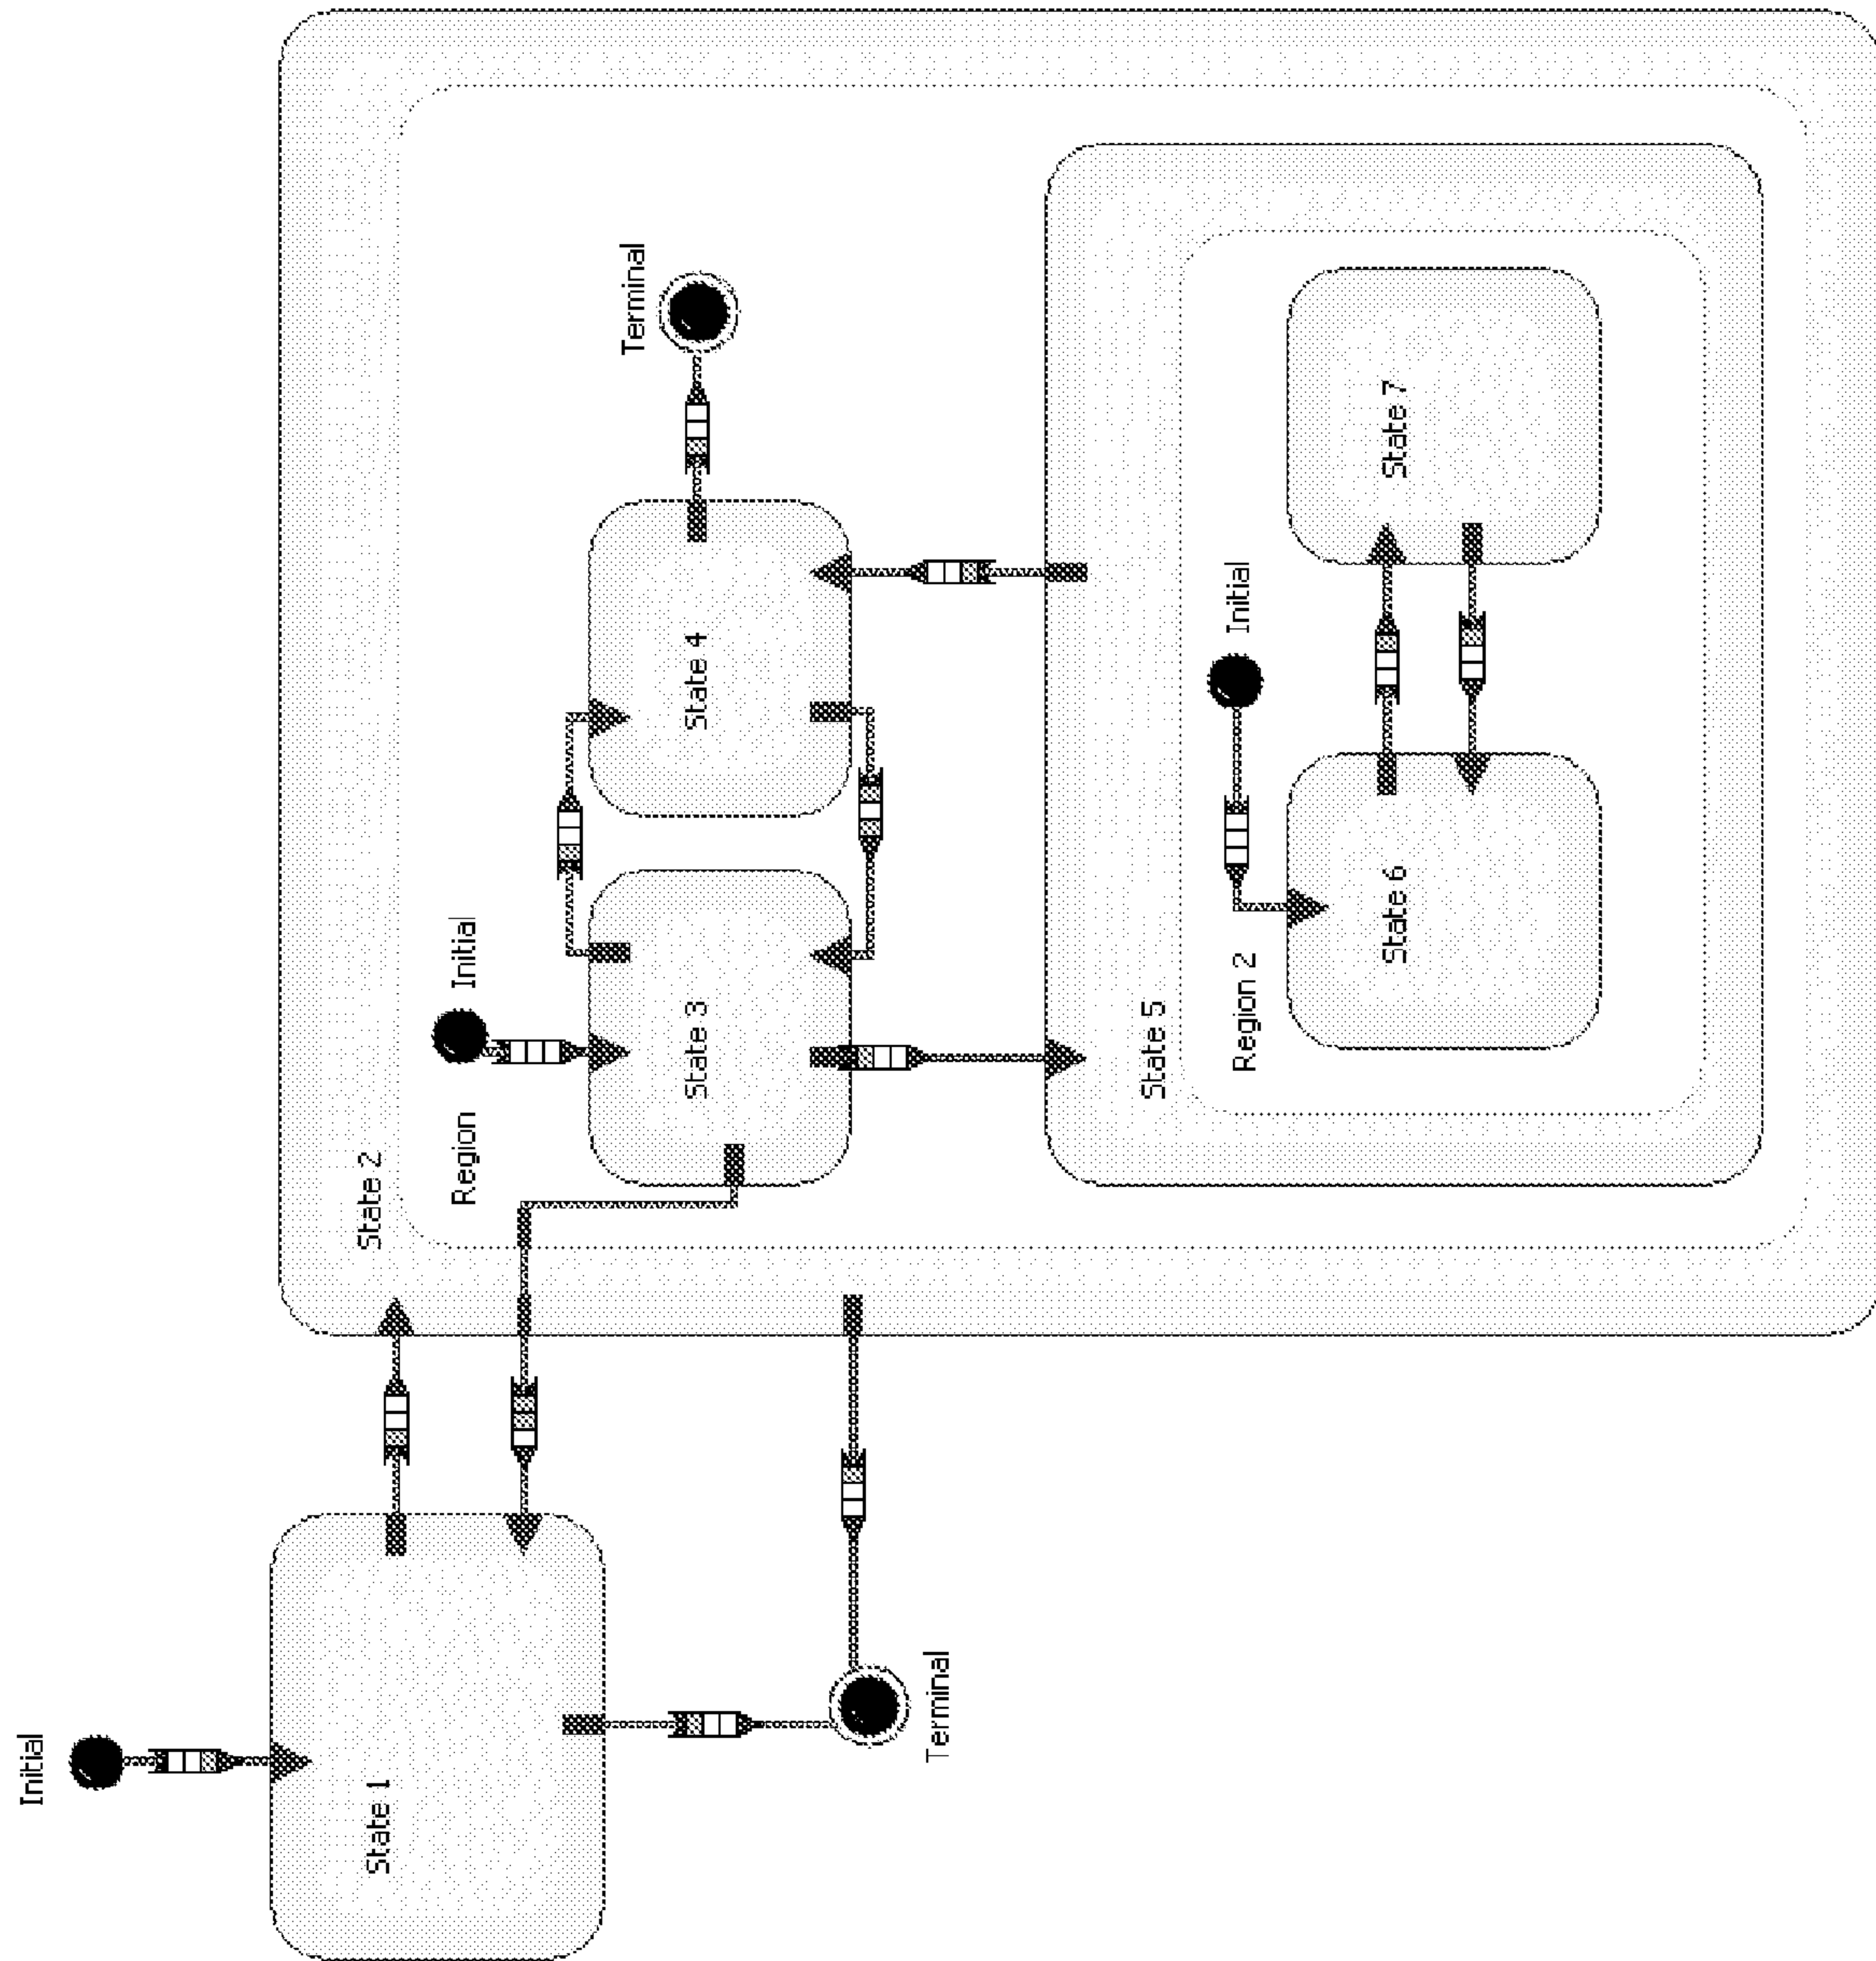 Initial
State 1
Terminal
State 2
Region
Initial
State 3
State 4
Terminal
State 5
Region 2
Initial
State 6
State 7